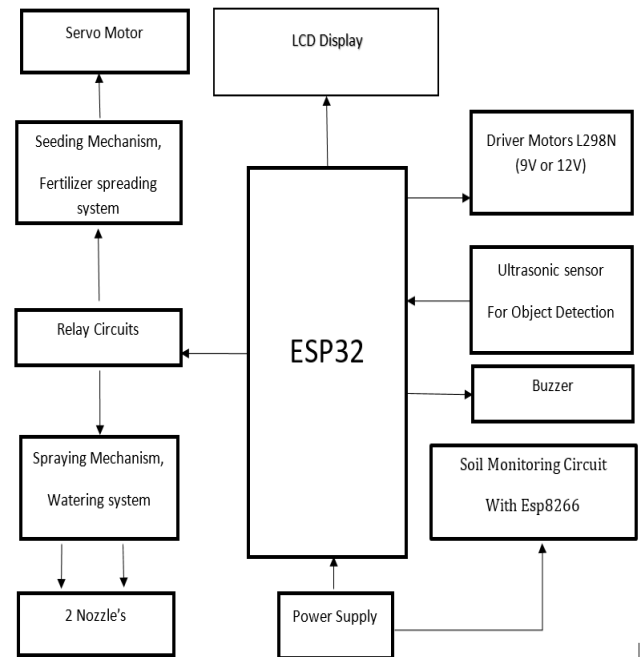 Servo Motor
LCD Display
Seeding Mechanism,
Fertilizer spreading
system
Driver Motors L298N
(9V or 12V)
Ultrasonic sensor
For Object Detection
Relay Circuits
ESP32
Buzzer
Spraying Mechanism,
Watering system
Soil Monitoring Circuit
With Esp8266
2 Nozzle's
Power Supply